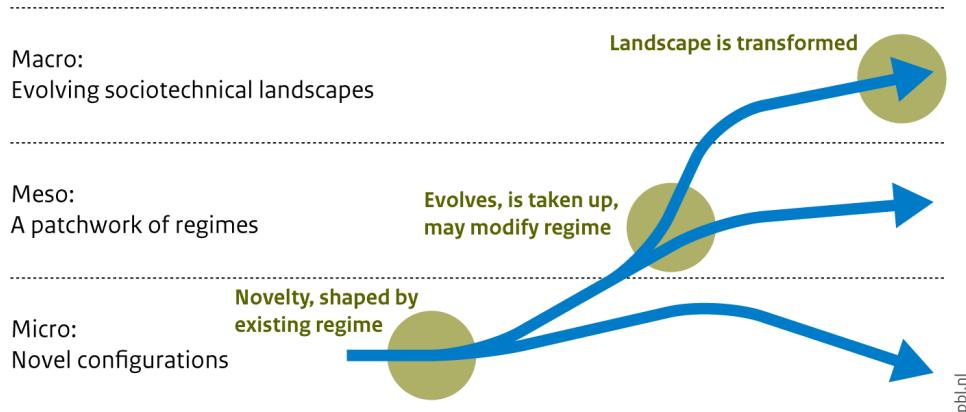 Landscape is transformed
Macro:
Evolving sociotechnical landscapes
Meso:
A patchwork of regimes
Evolves, is taken up,
may modify regime
Novelty, shaped by
existing regime
Micro:
Novel configurations
pbl.nl